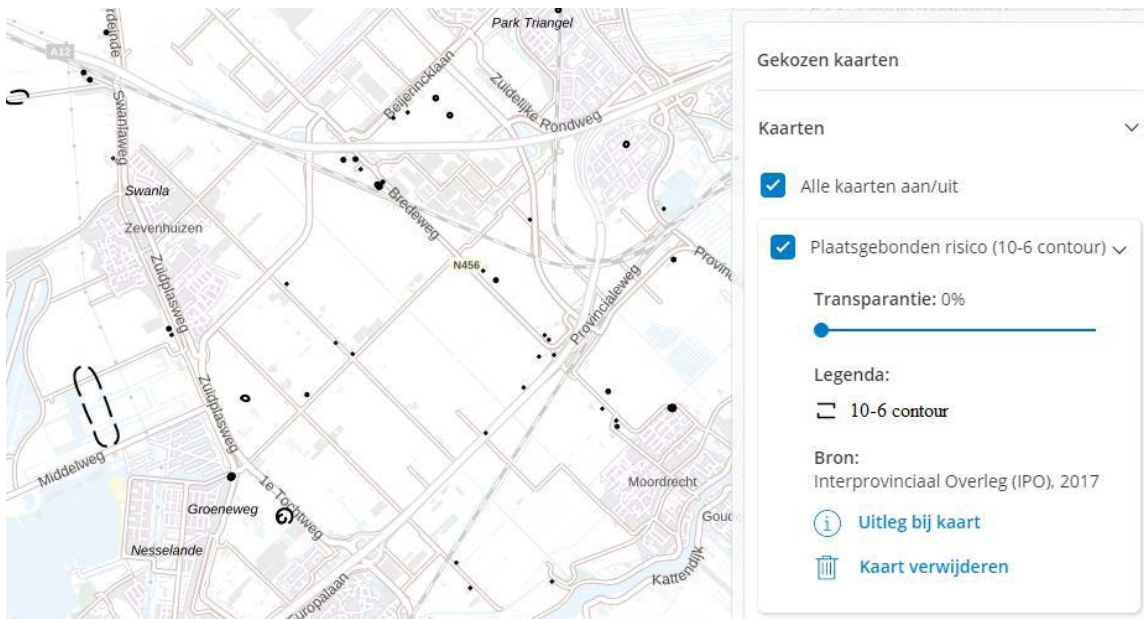 Park Triangel
A12
Beijerincklaan
Zuidelijke Rondweg
Swanlaweg
Swanla
Zevenhuizen
Bredeweg
N456
Provincialeweg
Zuidplasweg
Zuidplasweg
Middelweg
1e Tochtweg
Groeneweg
Nesselande
Moordrecht
Kattendijk
Gekozen kaarten
Kaarten
Alle kaarten aan/uit
Plaatsgebonden risico (10-6 contour)
Transparantie: 0%
Legenda:
10-6 contour
Bron:
Interprovinciaal Overleg (IPO), 2017
i Uitleg bij kaart
Kaart verwijderen